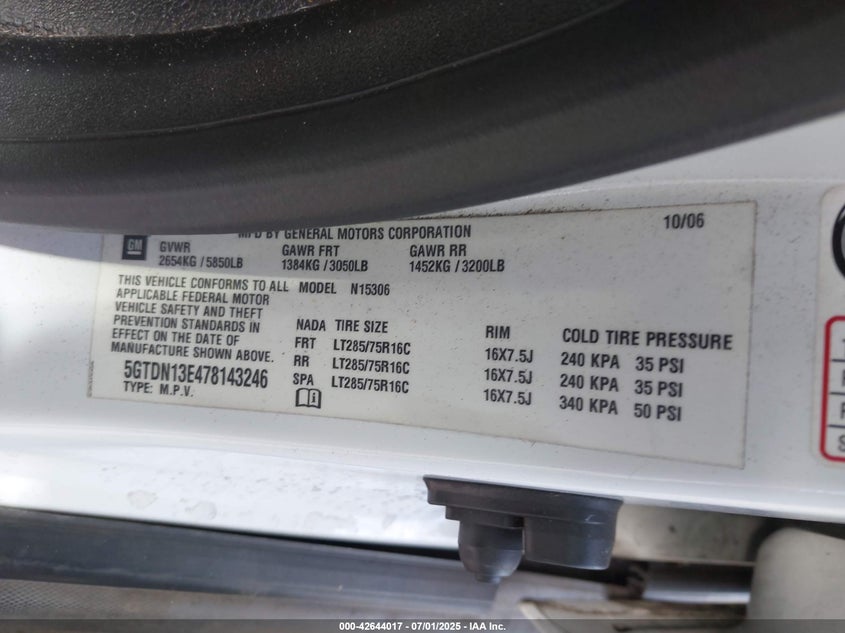 MFD BY GENERAL MOTORS CORPORATION 10/06
GM GVWR GAWR FRT GAWR RR
2654KG / 5850LB 1384KG / 3050LB 1452KG / 3200LB
THIS VEHICLE CONFORMS TO ALL MODEL N15306
APPLICABLE FEDERAL MOTOR
VEHICLE SAFETY AND THEFT
PREVENTION STANDARDS IN
EFFECT ON THE DATE OF
MANUFACTURE SHOWN ABOVE.
5GTDN13E478143246
TYPE: M.P.V.
NADA TIRE SIZE RIM COLD TIRE PRESSURE
FRT LT285/75R16C 16X7.5J 240 KPA 35 PSI
RR LT285/75R16C 16X7.5J 240 KPA 35 PSI
SPA LT285/75R16C 16X7.5J 340 KPA 50 PSI
000-42644017 - 07/01/2025 - IAA Inc.